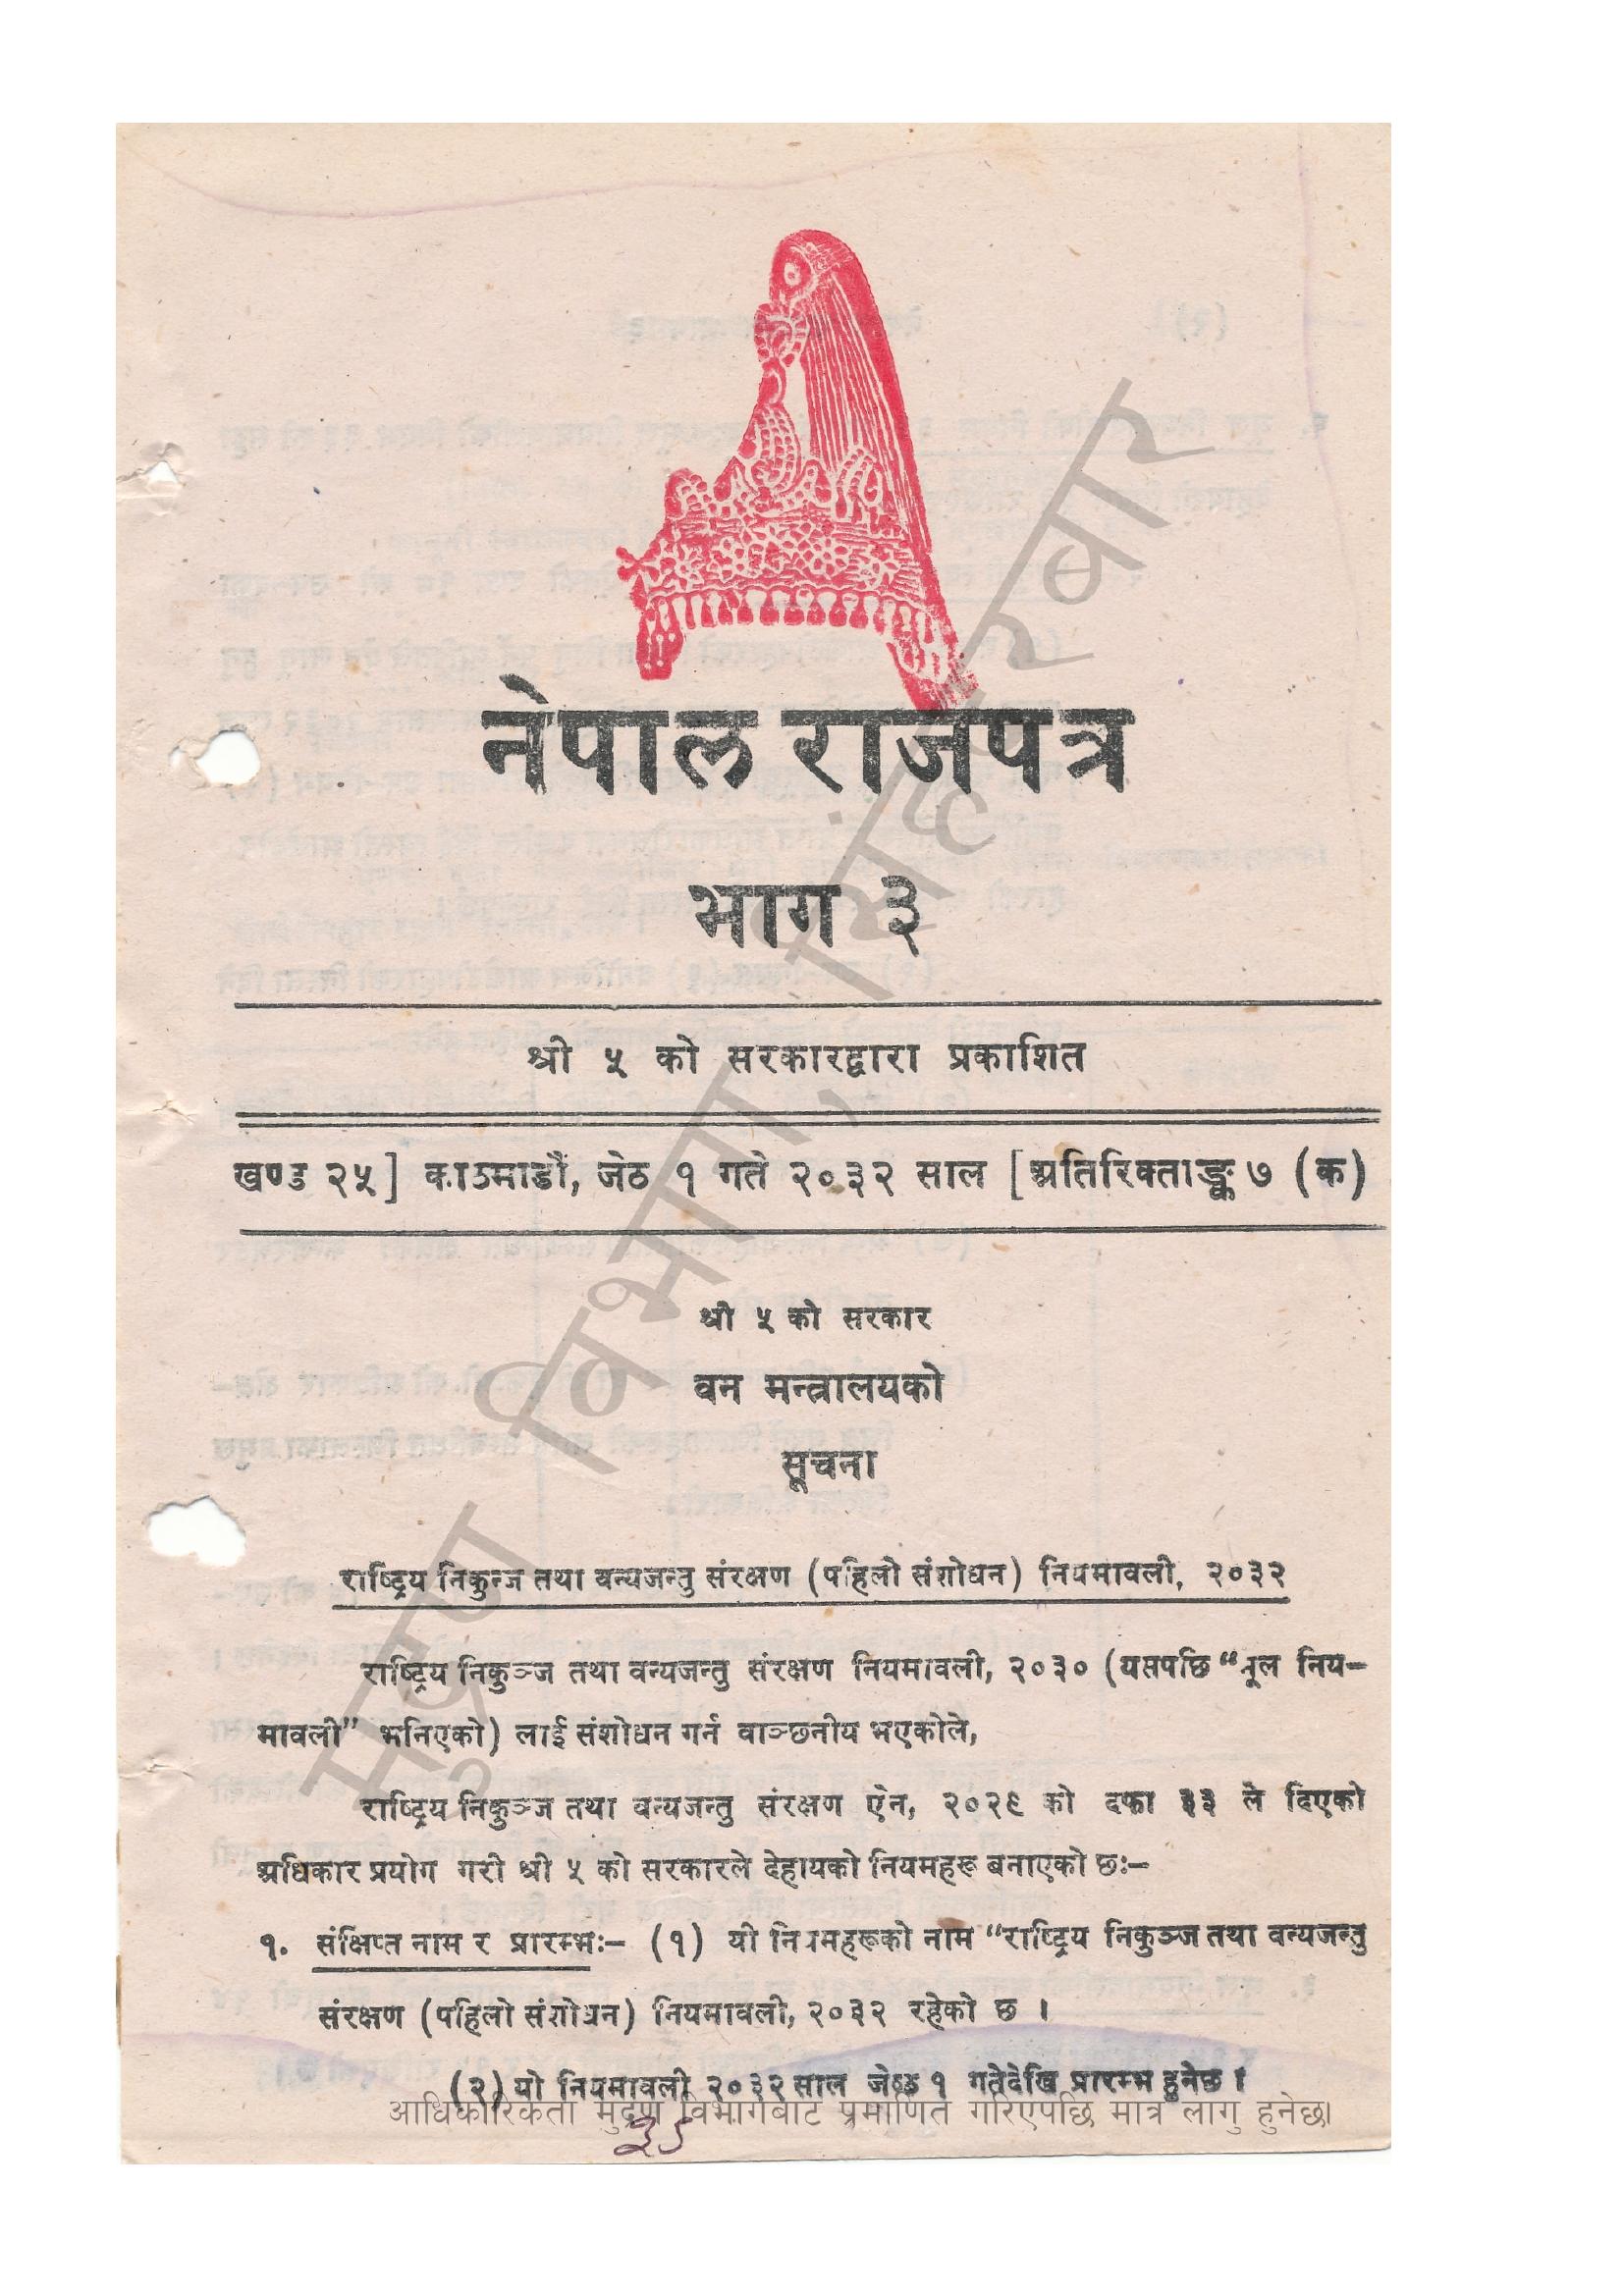 नेपाल राजपत्र
भाग ३
श्री ५ को सरकारद्वारा प्रकाशित
खण्ड २५] काठमाडौं, जेठ १ गते २०३२ साल [अतिरिक्ताङ्क ७ (क)
श्री ५ को सरकार
वन मन्त्रालयको
सूचना
राष्ट्रिय निकुन्ज तथा वन्यजन्तु संरक्षण (पहिलो संशोधन) नियमावली, २०३२
राष्ट्रिय निकुञ्ज तथा वन्यजन्तु संरक्षण नियमावली, २०३० (यसपछि “मूल निय-
मावली” भनिएको) लाई संशोधन गर्न वाञ्छनीय भएकोले,
राष्ट्रिय निकुञ्ज तथा वन्यजन्तु संरक्षण ऐन, २०२९ को दफा ३३ ले दिएको
अधिकार प्रयोग गरी श्री ५ को सरकारले देहायको नियमहरू बनाएको छः-
१. संक्षिप्त नाम र प्रारम्भः- (१) यी नियमहरूको नाम “राष्ट्रिय निकुञ्ज तथा वन्यजन्तु
संरक्षण (पहिलो संशोधन) नियमावली, २०३२ रहेको छ ।
(२) यो नियमावली २०३२ साल जेष्ठ १ गतेदेखि प्रारम्भ हुनेछ ।
आधिकारिकता मुद्रण विभागबाट प्रमाणित गरिएपछि मात्र लागु हुनेछ।
मुद्रण विभाग, सिंहदरबार